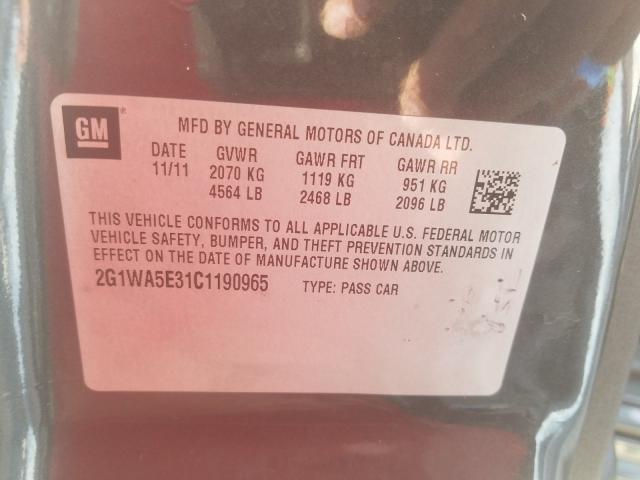 GM
MFD BY GENERAL MOTORS OF CANADA LTD.
DATE GVWR GAWR FRT GAWR RR
11/11 2070 KG 1119 KG 951 KG
4564 LB 2468 LB 2096 LB
THIS VEHICLE CONFORMS TO ALL APPLICABLE U.S. FEDERAL MOTOR
VEHICLE SAFETY, BUMPER, AND THEFT PREVENTION STANDARDS IN
EFFECT ON THE DATE OF MANUFACTURE SHOWN ABOVE.
2G1WA5E31C1190965 TYPE: PASS CAR